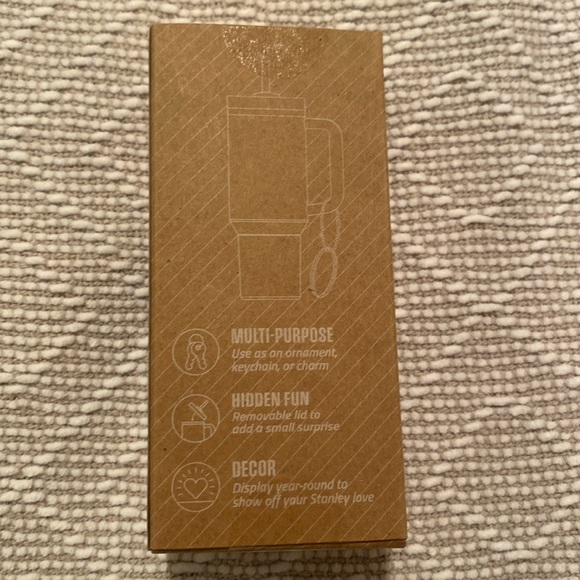 MULTI-PURPOSE
Use as an ornament,
keychain, or charm
HIDDEN FUN
Removable lid to
add a small surprise
DECOR
Display year-round to
show off your Stanley love